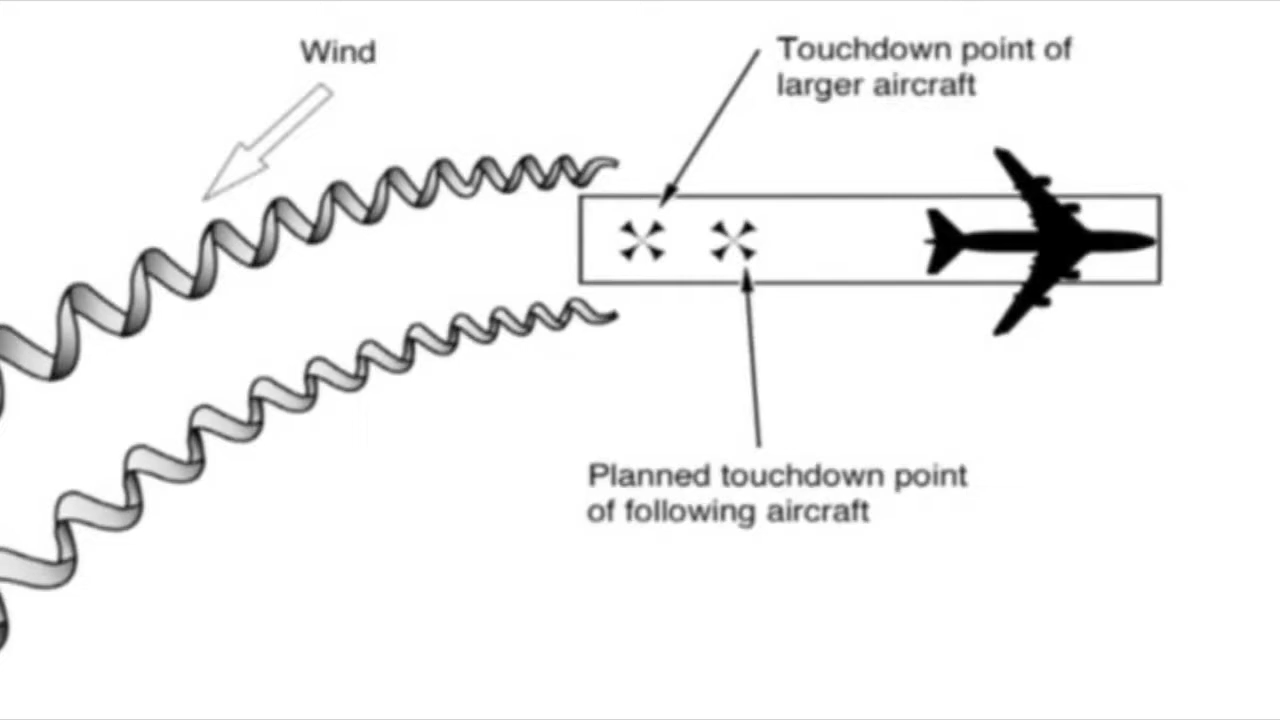 Wind
Touchdown point of
larger aircraft
Planned touchdown point
of following aircraft